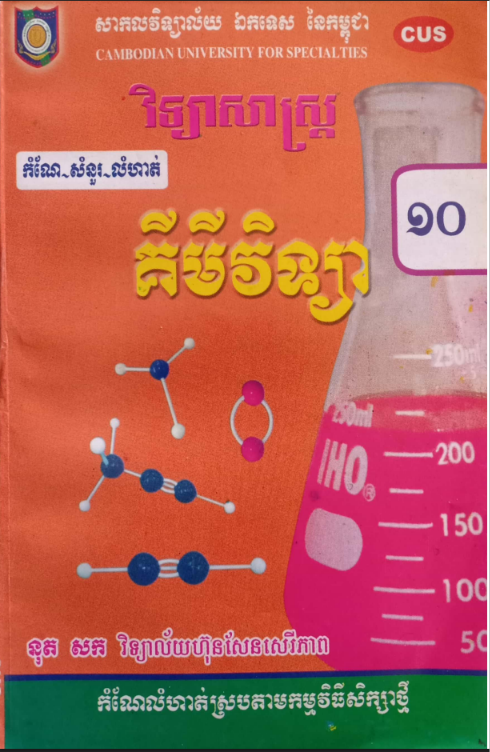 សាកលវិទ្យាល័យ ឯកទេស នៃកម្ពុជា
CAMBODIAN UNIVERSITY FOR SPECIALTIES
CUS
វិទ្យាសាស្ត្រ
កំណែ~សំនួរ~លំហាត់
១០
គីមីវិទ្យា
250ml
250ml
IHO®
200
150
100
50
នុត សក វិទ្យាល័យហ៊ុនសែនសេរីភាព
កំណែលំហាត់ស្របតាមកម្មវិធីសិក្សាថ្មី